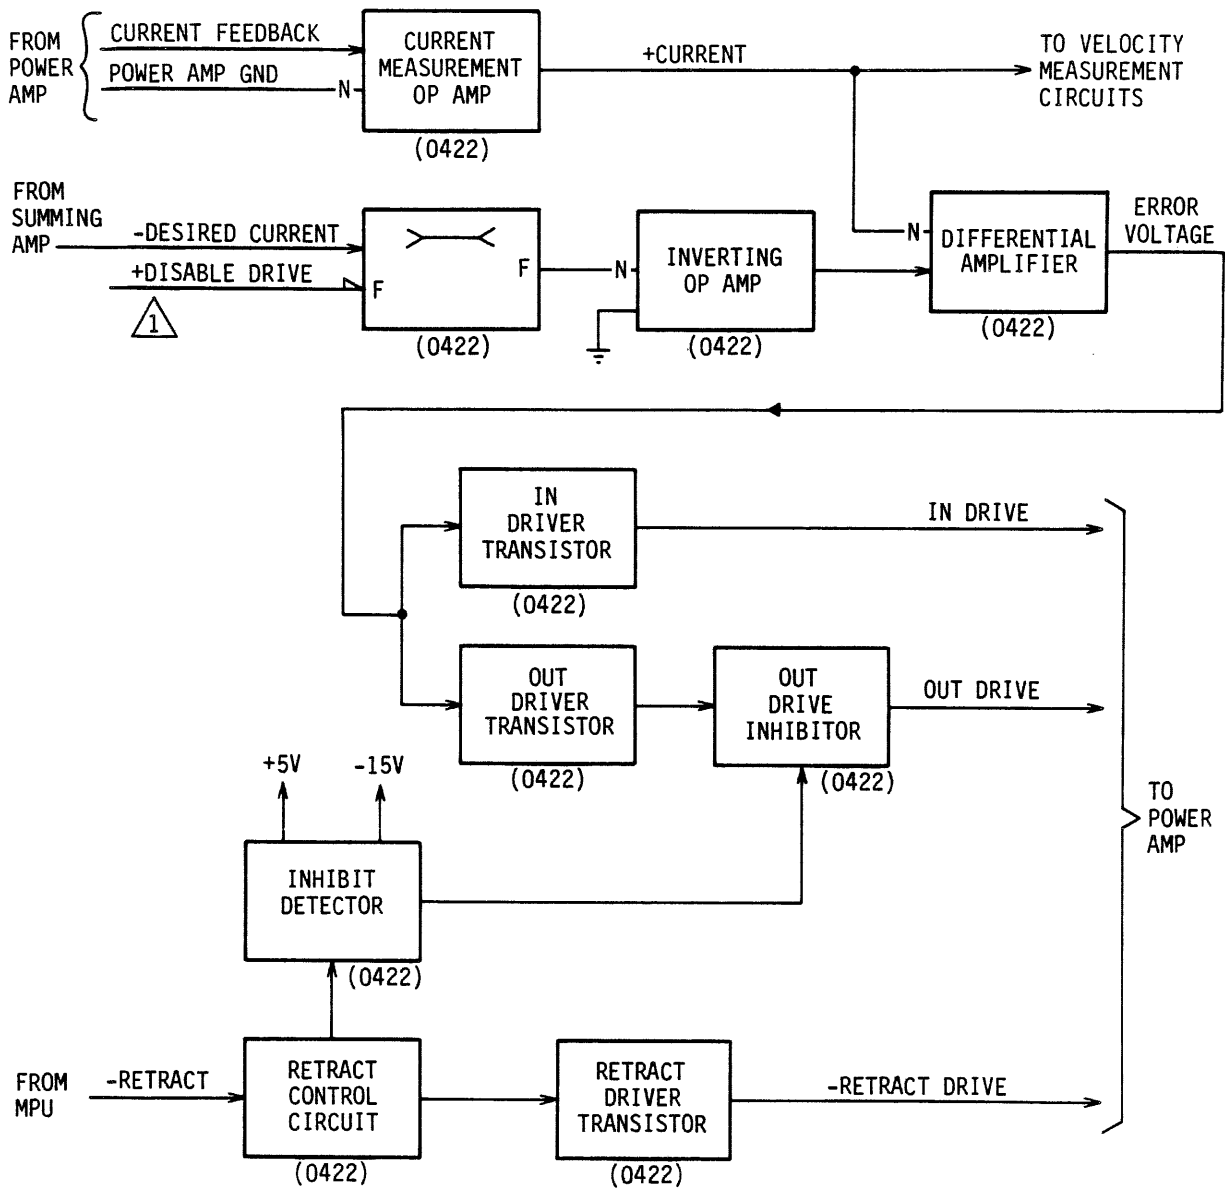 FROM
POWER
AMP
CURRENT FEEDBACK
POWER AMP GND
N
CURRENT
MEASUREMENT
OP AMP
(0422)
+CURRENT
TO VELOCITY
MEASUREMENT
CIRCUITS
FROM
SUMMING
AMP
-DESIRED CURRENT
+DISABLE DRIVE
1
F
F
(0422)
N
INVERTING
OP AMP
(0422)
N
DIFFERENTIAL
AMPLIFIER
(0422)
ERROR
VOLTAGE
IN
DRIVER
TRANSISTOR
(0422)
IN DRIVE
OUT
DRIVER
TRANSISTOR
(0422)
OUT
DRIVE
INHIBITOR
(0422)
OUT DRIVE
+5V
-15V
INHIBIT
DETECTOR
(0422)
TO
POWER
AMP
FROM
MPU
-RETRACT
RETRACT
CONTROL
CIRCUIT
(0422)
RETRACT
DRIVER
TRANSISTOR
(0422)
-RETRACT DRIVE